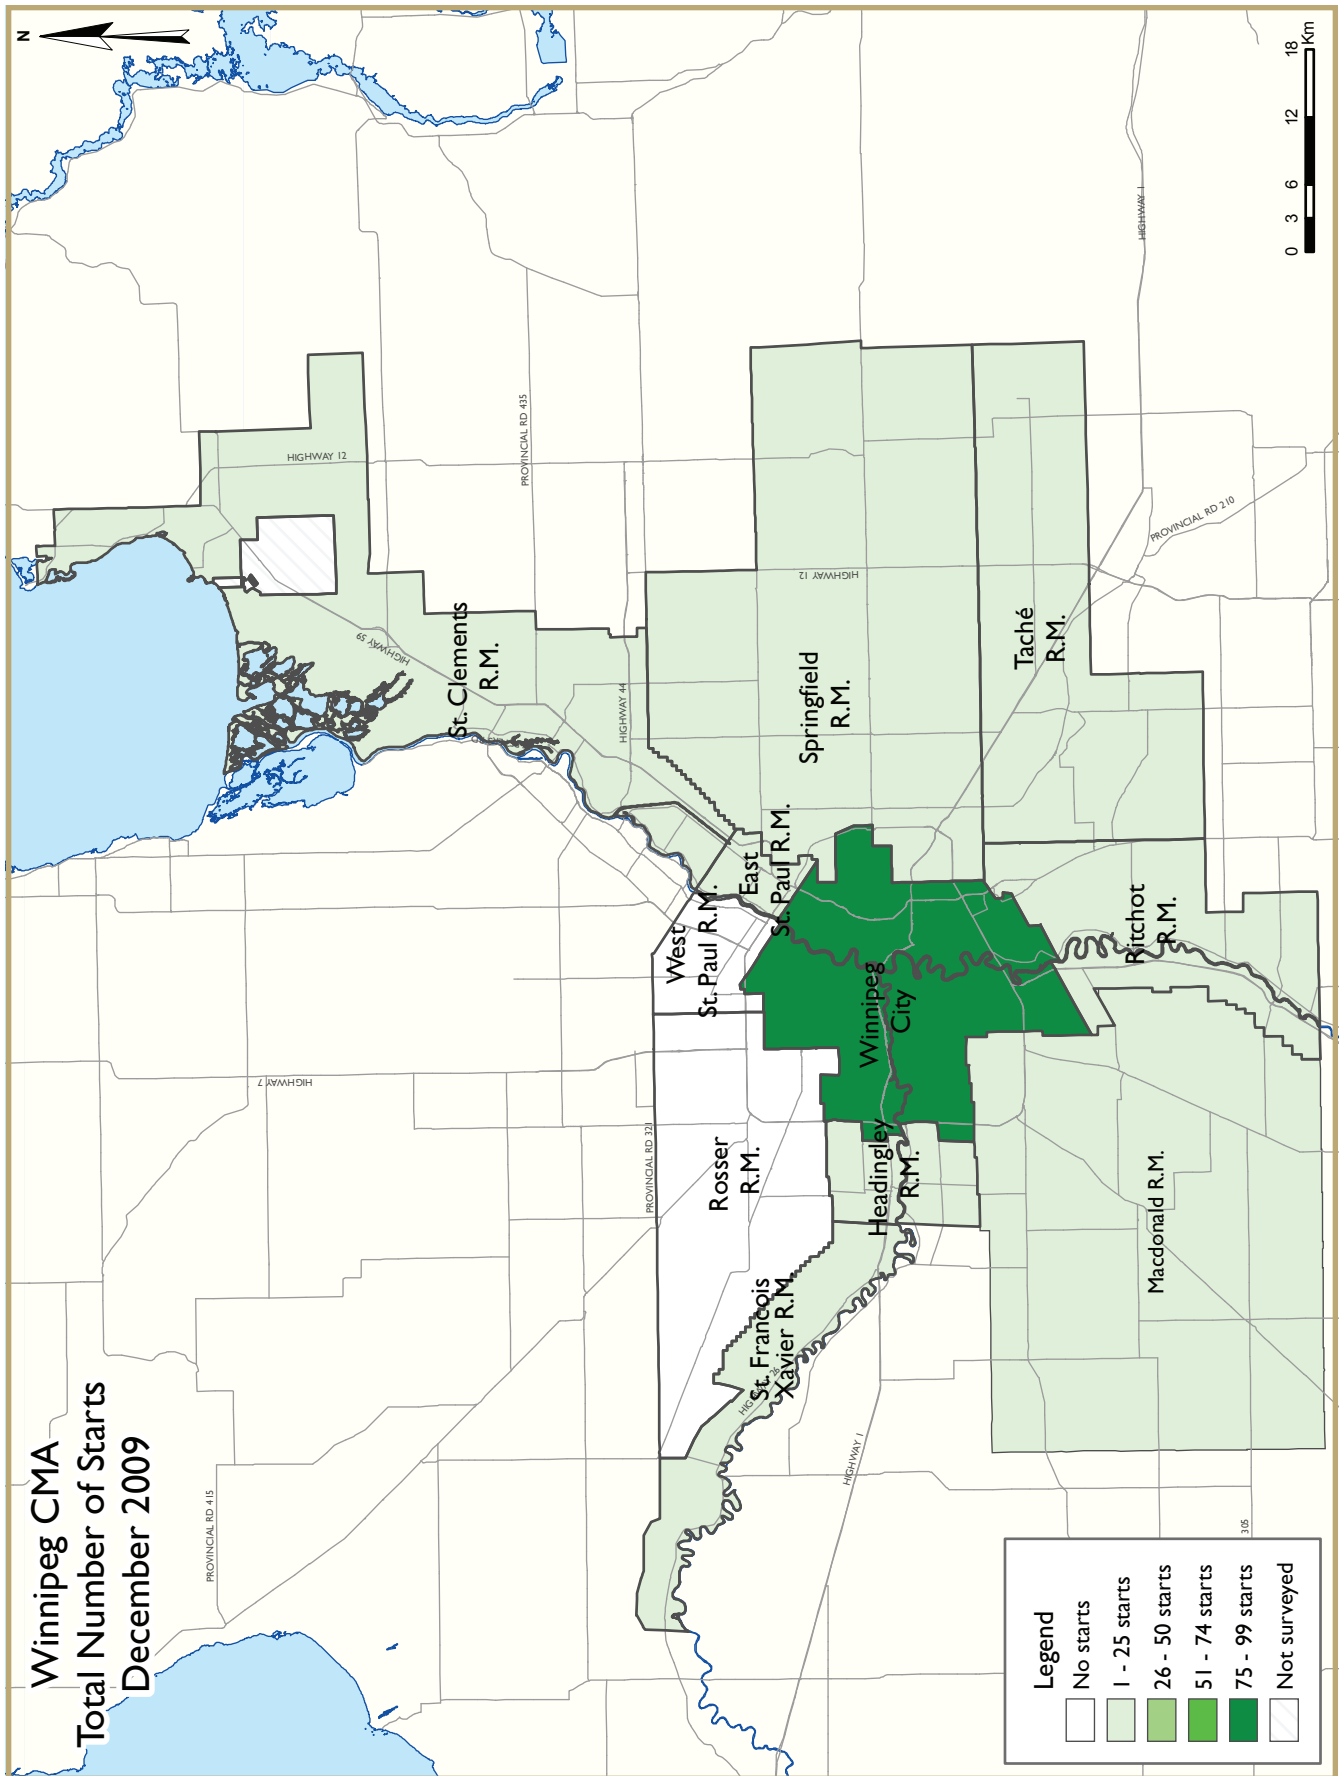 Winnipeg CMA
Total Number of Starts
December 2009
N
PROVINCIAL RD 415
HIGHWAY 7
HIGHWAY 12
HIGHWAY 59
PROVINCIAL RD 435
St. Clements
R.M.
HIGHWAY 44
PROVINCIAL RD 321
West
St. Paul R.M.
East
St. Paul R.M.
Rosser
R.M.
St. Francois
Xavier R.M.
Springfield
R.M.
HIGHWAY 12
Winnipeg
City
Headingley
R.M.
HIGHWAY 1
Taché
R.M.
HIGHWAY 1
PROVINCIAL RD 210
Ritchot
R.M.
Macdonald R.M.
305
Legend
No starts
1 - 25 starts
26 - 50 starts
51 - 74 starts
75 - 99 starts
Not surveyed
0 3 6 12 18
Km